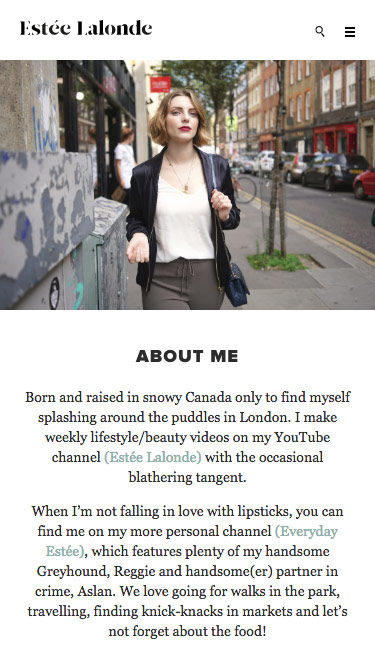 Estée Lalonde
ABOUT ME
Born and raised in snowy Canada only to find myself
splashing around the puddles in London. I make
weekly lifestyle/beauty videos on my YouTube
channel (Estée Lalonde) with the occasional
blathering tangent.
When I’m not falling in love with lipsticks, you can
find me on my more personal channel (Everyday
Estée), which features plenty of my handsome
Greyhound, Reggie and handsome(er) partner in
crime, Aslan. We love going for walks in the park,
travelling, finding knick-knacks in markets and let’s
not forget about the food!